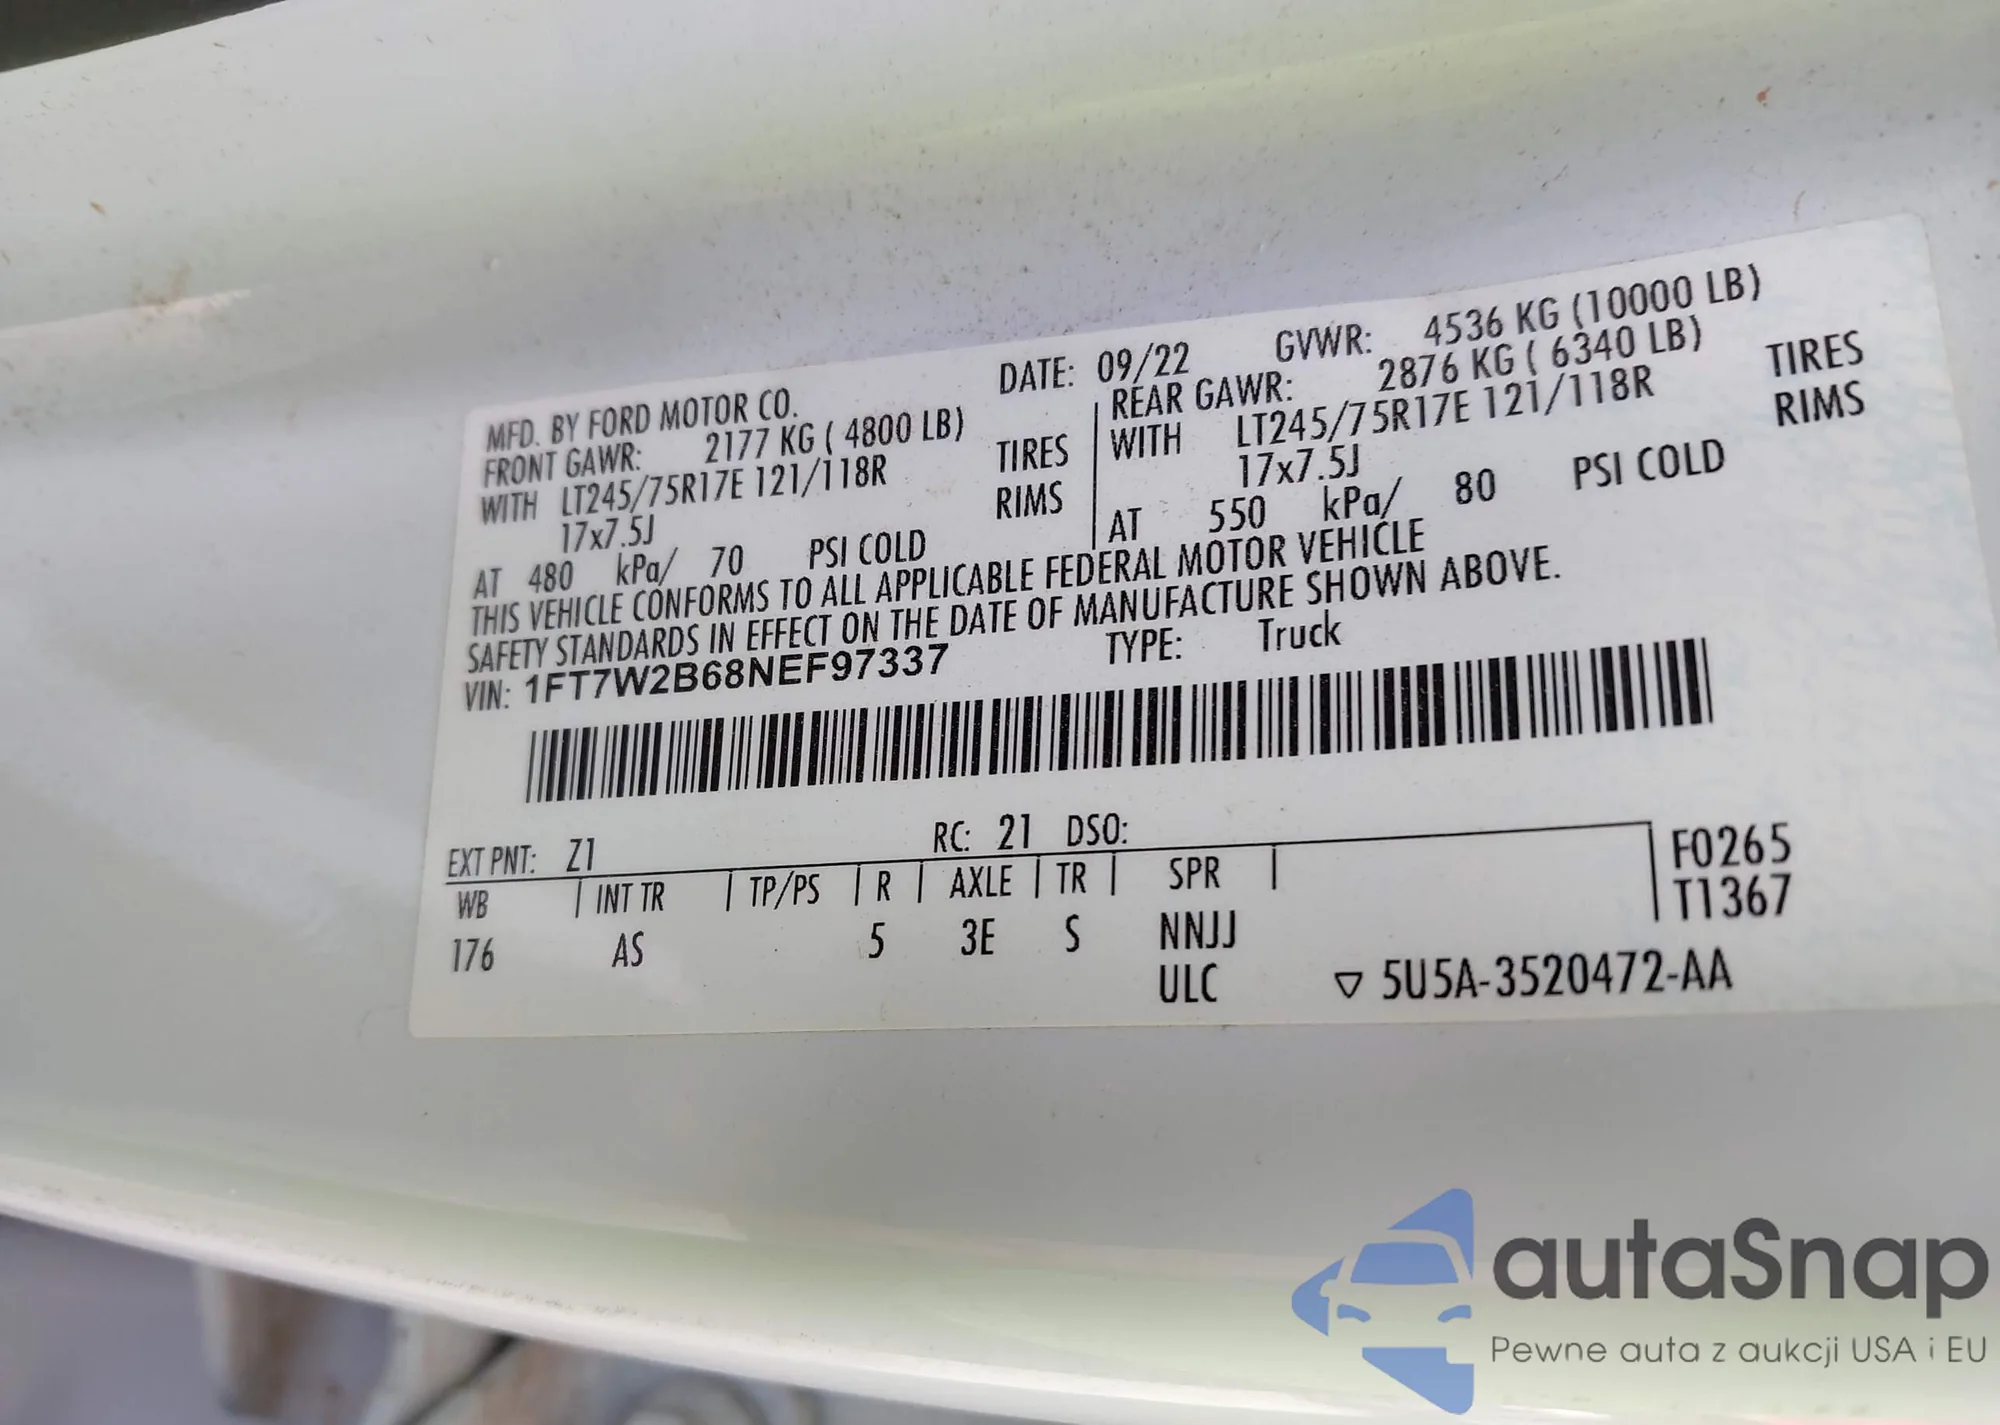 MFD. BY FORD MOTOR CO. DATE: 09/22 GVWR: 4536 KG (10000 LB)
FRONT GAWR: 2177 KG ( 4800 LB)
WITH LT245/75R17E 121/118R TIRES
17x7.5J RIMS
AT 480 kPa/ 70 PSI COLD
REAR GAWR: 2876 KG ( 6340 LB)
WITH LT245/75R17E 121/118R TIRES
17x7.5J RIMS
AT 550 kPa/ 80 PSI COLD
THIS VEHICLE CONFORMS TO ALL APPLICABLE FEDERAL MOTOR VEHICLE
SAFETY STANDARDS IN EFFECT ON THE DATE OF MANUFACTURE SHOWN ABOVE.
VIN: 1FT7W2B68NEF97337 TYPE: Truck
EXT PNT: Z1 RC: 21 DSO:
WB INT TR TP/PS R AXLE TR SPR F0265
T1367
176 AS 5 3E S NNJJ
ULC ▽ 5U5A-3520472-AA
autaSnap
Pewne auta z aukcji USA i EU